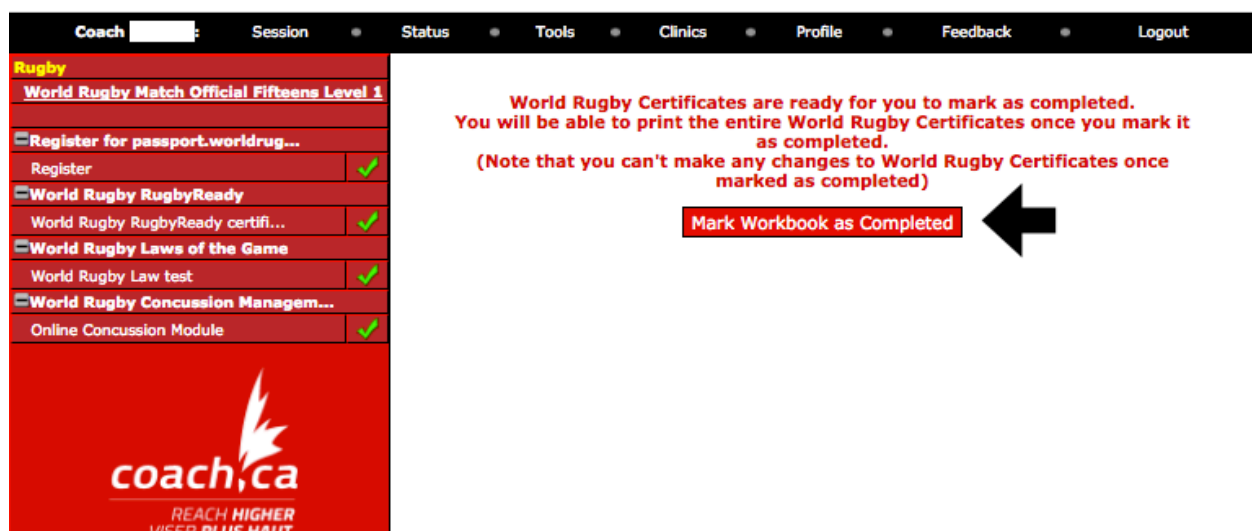 Coach : Session Status Tools Clinics Profile Feedback Logout
Rugby
World Rugby Match Official Fifteens Level 1
Register for passport.worldrug...
Register
World Rugby RugbyReady
World Rugby RugbyReady certifi...
World Rugby Laws of the Game
World Rugby Law test
World Rugby Concussion Managem...
Online Concussion Module
coach.ca
REACH HIGHER
VISER PLUS HAUT
World Rugby Certificates are ready for you to mark as completed.
You will be able to print the entire World Rugby Certificates once you mark it
as completed.
(Note that you can't make any changes to World Rugby Certificates once
marked as completed)
Mark Workbook as Completed